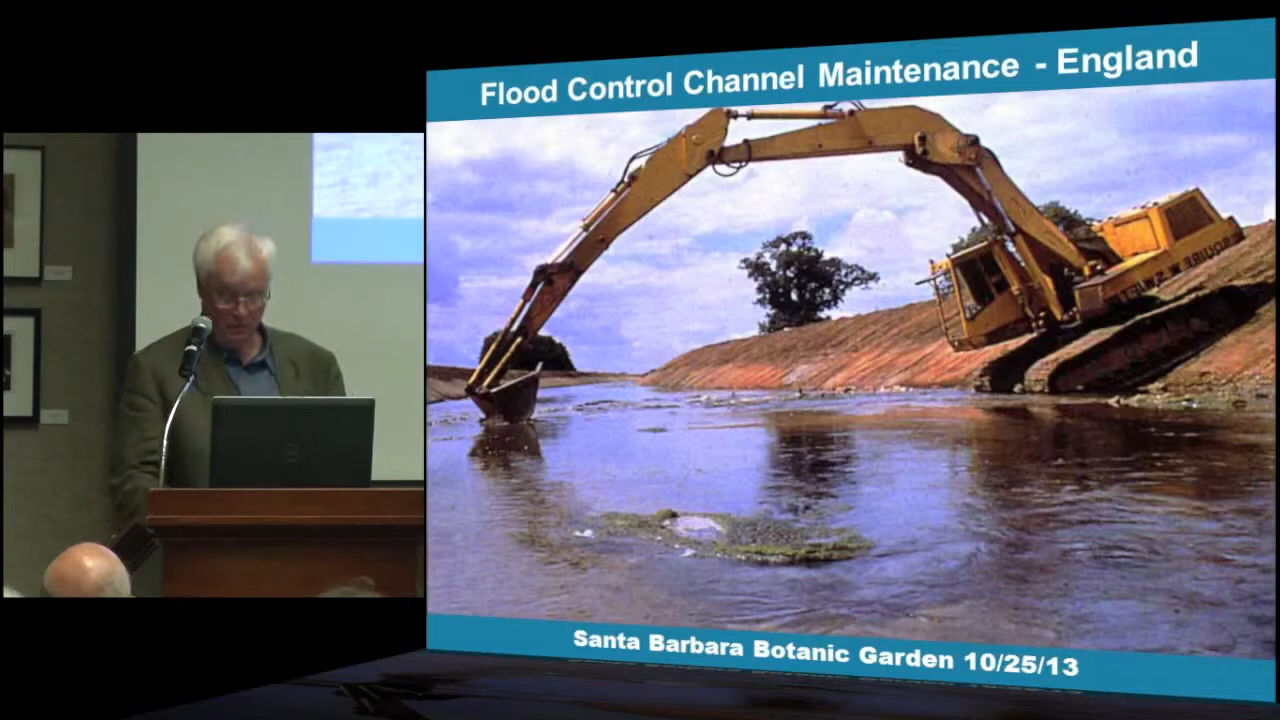 Flood Control Channel Maintenance - England
Santa Barbara Botanic Garden 10/25/13